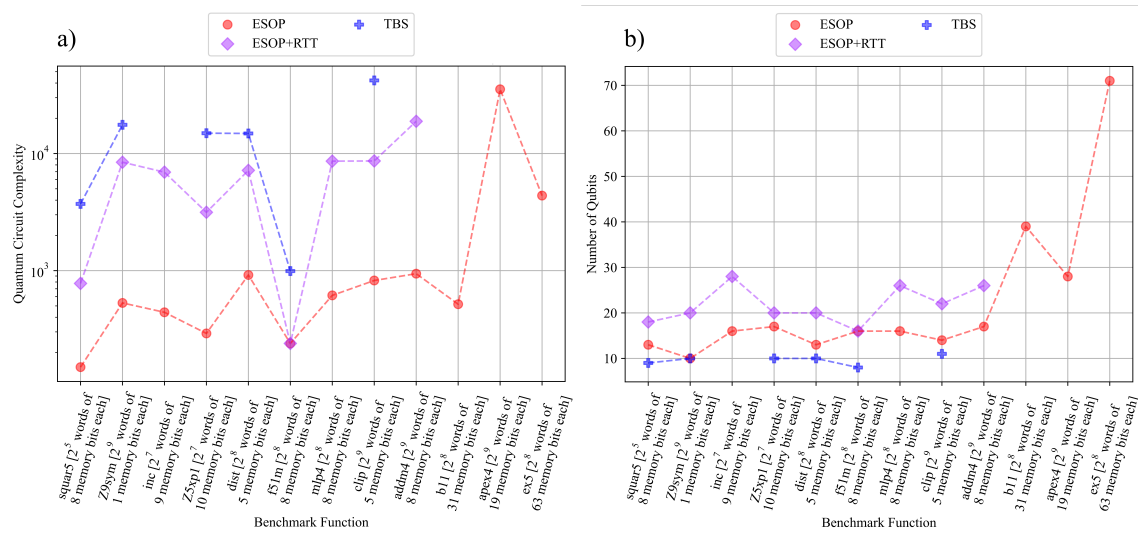 ESOP
ESOP+RTT
TBS
a)
10^4
10^3
Quantum Circuit Complexity
squar5 [2^5 words of
8 memory bits each]
Z9sym [2^9 words of
1 memory bits each]
inc [2^7 words of
9 memory bits each]
Z5xp1 [2^7 words of
10 memory bits each]
dist [2^8 words of
5 memory bits each]
f51m [2^8 words of
8 memory bits each]
mlp4 [2^8 words of
8 memory bits each]
clip [2^9 words of
5 memory bits each]
addm4 [2^9 words of
8 memory bits each]
b11 [2^8 words of
31 memory bits each]
apex4 [2^9 words of
19 memory bits each]
ex5 [2^8 words of
63 memory bits each]
Benchmark Function
ESOP
ESOP+RTT
TBS
b)
70
60
50
40
30
20
10
Number of Qubits
squar5 [2^5 words of
8 memory bits each]
Z9sym [2^9 words of
1 memory bits each]
inc [2^7 words of
9 memory bits each]
Z5xp1 [2^7 words of
10 memory bits each]
dist [2^8 words of
5 memory bits each]
f51m [2^8 words of
8 memory bits each]
mlp4 [2^8 words of
8 memory bits each]
clip [2^9 words of
5 memory bits each]
addm4 [2^9 words of
8 memory bits each]
b11 [2^8 words of
31 memory bits each]
apex4 [2^9 words of
19 memory bits each]
ex5 [2^8 words of
63 memory bits each]
Benchmark Function